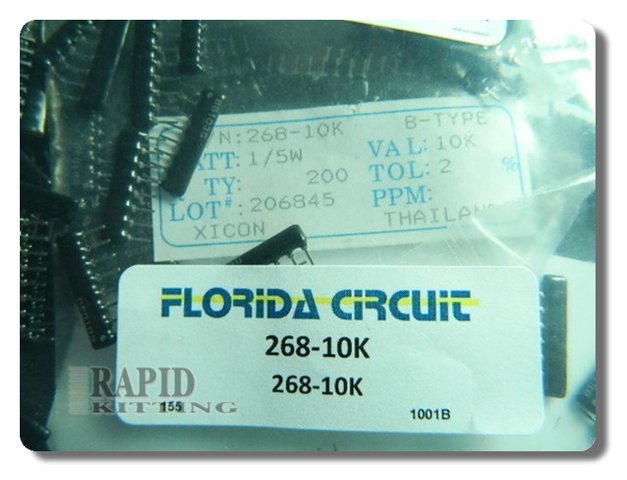 /N: 268-10K B-TYPE
ATT: 1/5W VAL: 10K
TY: 200 TOL: 2 %
LOT#: 206845 PPM:
XICON THAILAN
FLORIDA CIRCUIT
268-10K
268-10K
RAPID
KITTING
155 1001B